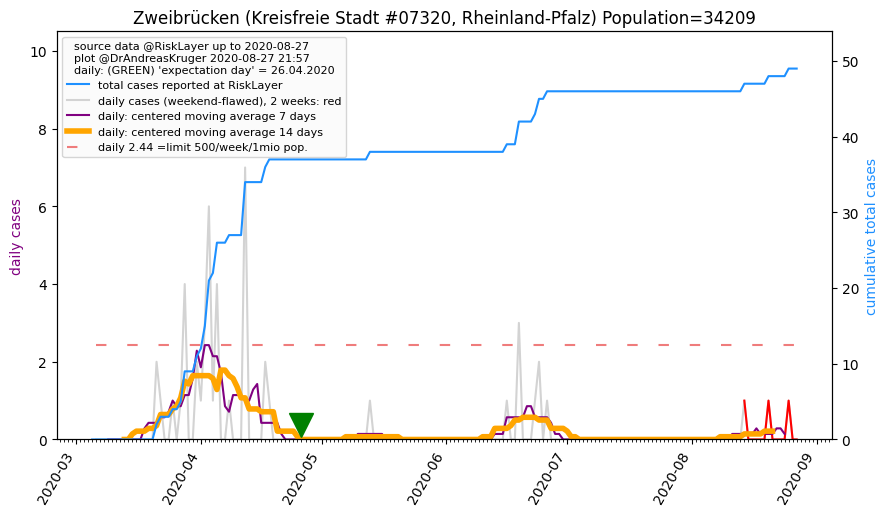 Zweibrücken (Kreisfreie Stadt #07320, Rheinland-Pfalz) Population=34209
source data @RiskLayer up to 2020-08-27
plot @DrAndreasKruger 2020-08-27 21:57
daily: (GREEN) 'expectation day' = 26.04.2020
total cases reported at RiskLayer
daily cases (weekend-flawed), 2 weeks: red
daily: centered moving average 7 days
daily: centered moving average 14 days
daily 2.44 =limit 500/week/1mio pop.
daily cases
10
8
6
4
2
0
cumulative total cases
50
40
30
20
10
0
2020-03
2020-04
2020-05
2020-06
2020-07
2020-08
2020-09